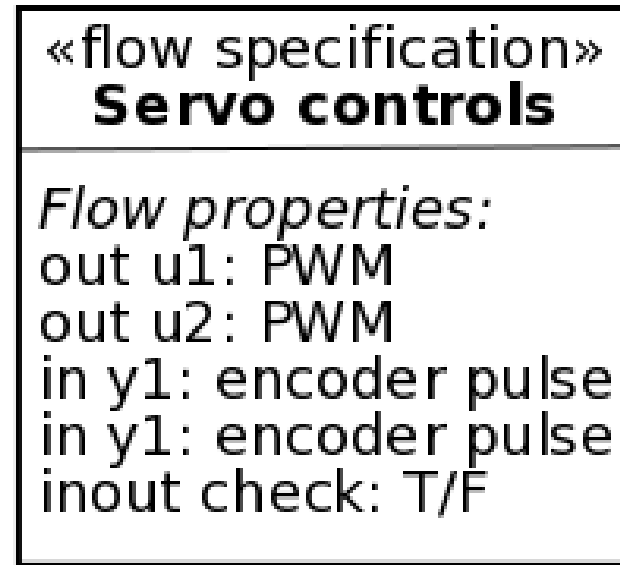 «flow specification»
Servo controls
Flow properties:
out u1: PWM
out u2: PWM
in y1: encoder pulse
in y1: encoder pulse
inout check: T/F